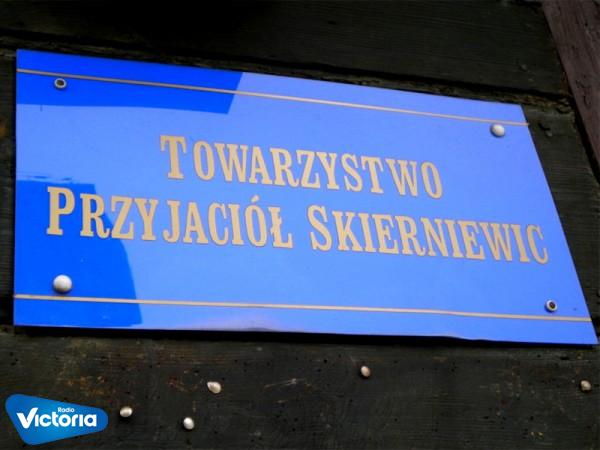 TOWARZYSTWO
PRZYJACIÓŁ SKIERNIEWIC
Radio
Victoria